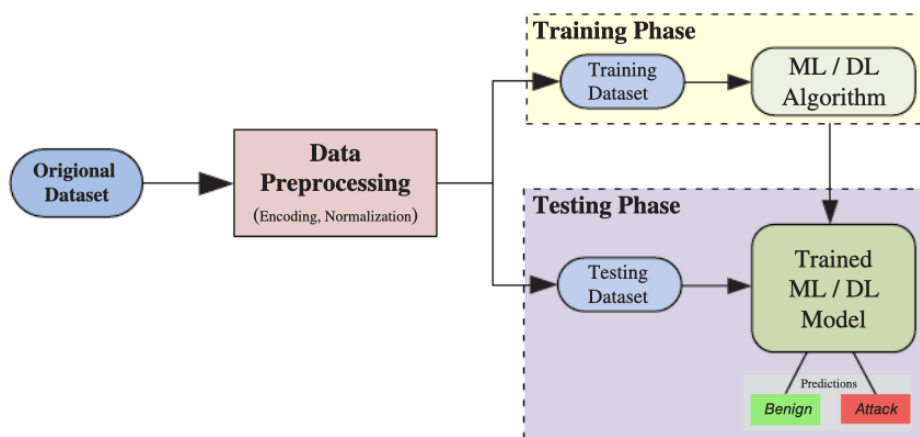 Training Phase
Training
Dataset
ML / DL
Algorithm
Origional
Dataset
Data
Preprocessing
(Encoding, Normalization)
Testing Phase
Testing
Dataset
Trained
ML / DL
Model
Predictions
Benign
Attack